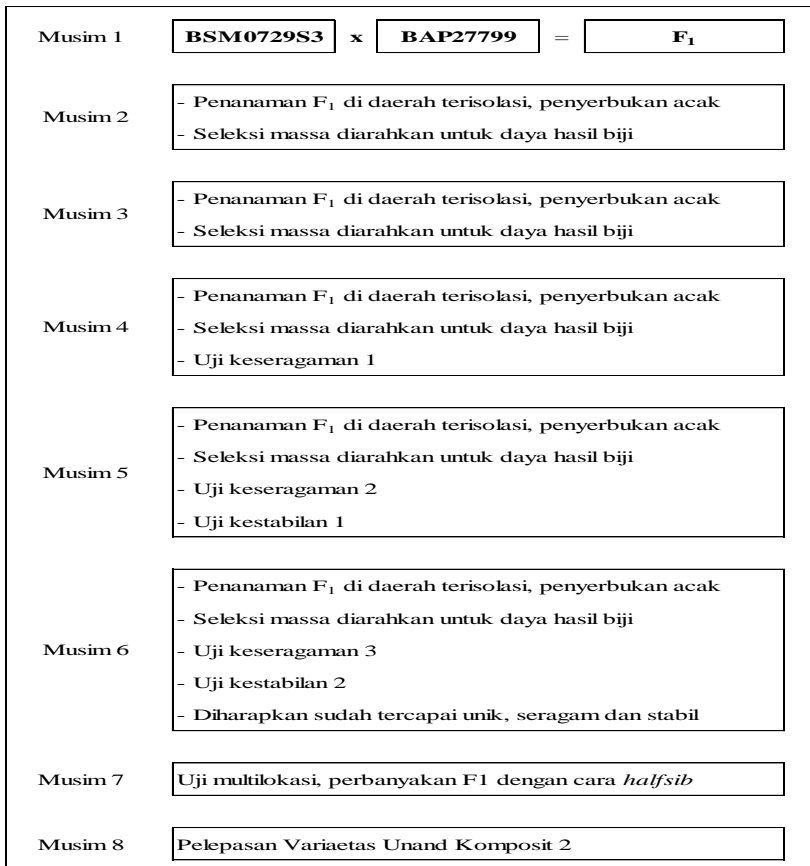 Musim 1 BSM0729S3 x BAP27799 = F₁
Musim 2
- Penanaman F₁ di daerah terisolasi, penyerbukan acak
- Seleksi massa diarahkan untuk daya hasil biji
Musim 3
- Penanaman F₁ di daerah terisolasi, penyerbukan acak
- Seleksi massa diarahkan untuk daya hasil biji
Musim 4
- Penanaman F₁ di daerah terisolasi, penyerbukan acak
- Seleksi massa diarahkan untuk daya hasil biji
- Uji keseragaman 1
Musim 5
- Penanaman F₁ di daerah terisolasi, penyerbukan acak
- Seleksi massa diarahkan untuk daya hasil biji
- Uji keseragaman 2
- Uji kestabilan 1
Musim 6
- Penanaman F₁ di daerah terisolasi, penyerbukan acak
- Seleksi massa diarahkan untuk daya hasil biji
- Uji keseragaman 3
- Uji kestabilan 2
- Diharapkan sudah tercapai unik, seragam dan stabil
Musim 7 Uji multilokasi, perbanyakan F1 dengan cara halfsib
Musim 8 Pelepasan Variaetas Unand Komposit 2